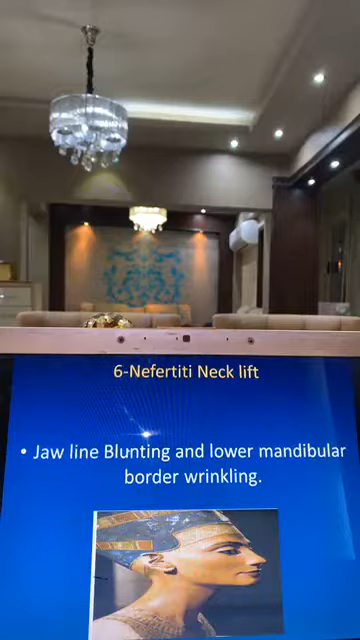 6-Nefertiti Neck lift
• Jaw line Blunting and lower mandibular
border wrinkling.